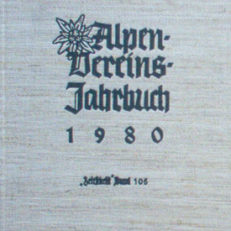 Alpen-
Vereins-
Jahrbuch
1980
„Zeitschrift" Band 105